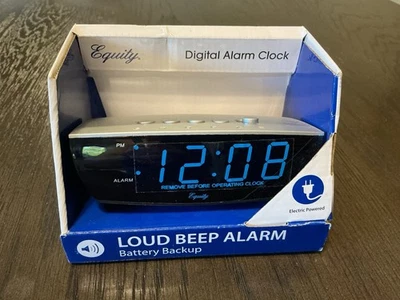 Equity.
Digital Alarm Clock
PM
12:08
ALARM
REMOVE BEFORE OPERATING CLOCK
Equity
Electric Powered
LOUD BEEP ALARM
Battery Backup